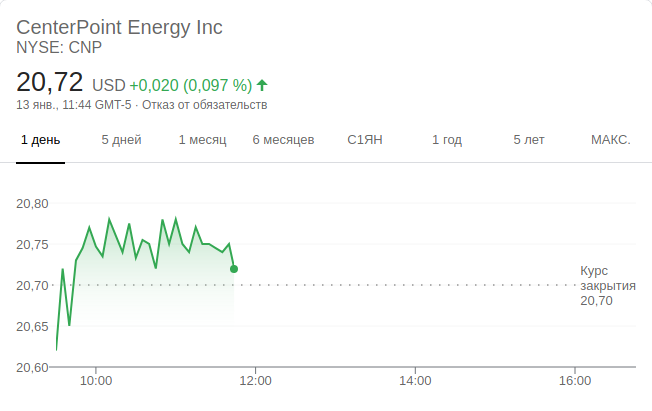 CenterPoint Energy Inc
NYSE: CNP
20,72 USD +0,020 (0,097 %)
13 янв., 11:44 GMT-5 · Отказ от обязательств
1 день 5 дней 1 месяц 6 месяцев С1ЯН 1 год 5 лет МАКС.
20,80
20,75
20,70
20,65
20,60
Курс
закрытия
20,70
10:00 12:00 14:00 16:00